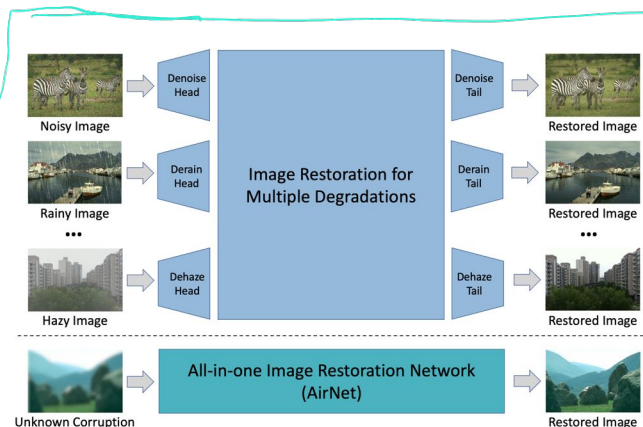 Denoise
Head
Denoise
Tail
Noisy Image
Restored Image
Derain
Head
Image Restoration for
Multiple Degradations
Derain
Tail
Rainy Image
Restored Image
...
...
Dehaze
Head
Dehaze
Tail
Hazy Image
Restored Image
All-in-one Image Restoration Network
(AirNet)
Unknown Corruption
Restored Image